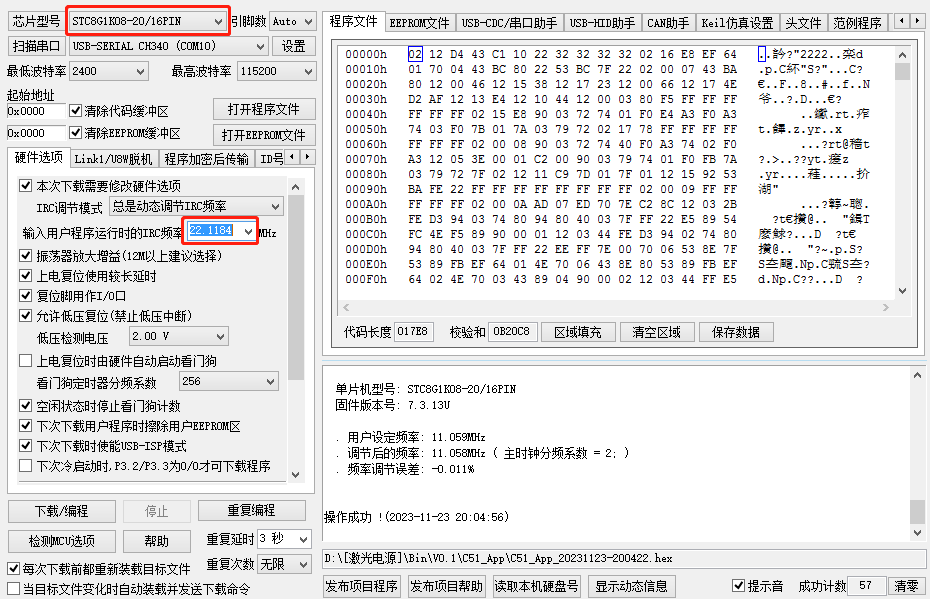 芯片型号 STC8G1K08-20/16PIN 引脚数 Auto
扫描串口 USB-SERIAL CH340 (COM10) 设置
最低波特率 2400 最高波特率 115200
起始地址
0x0000 清除代码缓冲区 打开程序文件
0x0000 清除EEPROM缓冲区 打开EEPROM文件
硬件选项 Link1/U8W脱机 程序加密后传输 ID号
本次下载需要修改硬件选项
IRC调节模式 总是动态调节IRC频率
输入用户程序运行时的IRC频率 22.1184 MHz
振荡器放大增益(12M以上建议选择)
上电复位使用较长延时
复位脚用作I/O口
允许低压复位(禁止低压中断)
低压检测电压 2.00 V
上电复位时由硬件自动启动看门狗
看门狗定时器分频系数 256
空闲状态时停止看门狗计数
下次下载用户程序时擦除用户EEPROM区
下次下载时使能USB-ISP模式
下次冷启动时,P3.2/P3.3为0/0才可下载程序
下载/编程 停止 重复编程
检测MCU选项 帮助 重复延时 3 秒
重复次数 无限
每次下载前都重新装载目标文件
当目标文件变化时自动装载并发送下载命令
程序文件 EEPROM文件 USB-CDC/串口助手 USB-HID助手 CAN助手 Keil仿真设置 头文件 范例程序
00000h 02 12 D4 43 C1 10 22 32 32 32 32 02 16 E8 EF 64
00010h 01 70 04 43 BC 80 22 53 BC 7F 22 02 00 07 43 BA
00020h 80 12 00 46 12 15 38 12 17 23 12 00 66 12 17 4E
00030h D2 AF 12 13 E4 12 10 44 12 00 03 80 F5 FF FF FF
00040h FF FF FF 02 15 E8 90 03 72 74 01 F0 E4 A3 F0 A3
00050h 74 03 F0 7B 01 7A 03 79 72 02 17 78 FF FF FF FF
00060h FF FF FF 02 00 08 90 03 72 74 40 F0 A3 74 02 F0
00070h A3 12 05 3E 00 01 C2 00 90 03 79 74 01 F0 FB 7A
00080h 03 79 72 7F 02 12 11 C9 7D 01 7F 01 12 15 92 53
00090h BA FE 22 FF FF FF FF FF FF FF FF FF 02 00 09 FF FF
000A0h FF FF FF 02 00 0A AD 07 ED 70 7E C2 8C 12 03 2B
000B0h FE D3 94 03 74 80 94 80 40 03 7F FF 22 E5 89 54
000C0h FC 4E F5 89 90 00 01 12 03 44 FE D3 94 02 74 80
000D0h 94 80 40 03 7F FF 22 EE FF 7E 00 70 06 53 8E 7F
000E0h 53 89 FB EF 64 01 4E 70 06 43 8E 80 53 89 FB EF
000F0h 64 02 4E 70 03 43 89 04 90 00 02 12 03 44 FF E5
代码长度 017E8 校验和 0B20C8 区域填充 清空区域 保存数据
单片机型号: STC8G1K08-20/16PIN
固件版本号: 7.3.13U
. 用户设定频率: 11.059MHz
. 调节后的频率: 11.058MHz ( 主时钟分频系数 = 2; )
. 频率调节误差: -0.011%
操作成功 !(2023-11-23 20:04:56)
D:\[激光电源]\Bin\V0.1\C51_App\C51_App_20231123-200422.hex
发布项目程序 发布项目帮助 读取本机硬盘号 显示动态信息 提示音 成功计数 57 清零